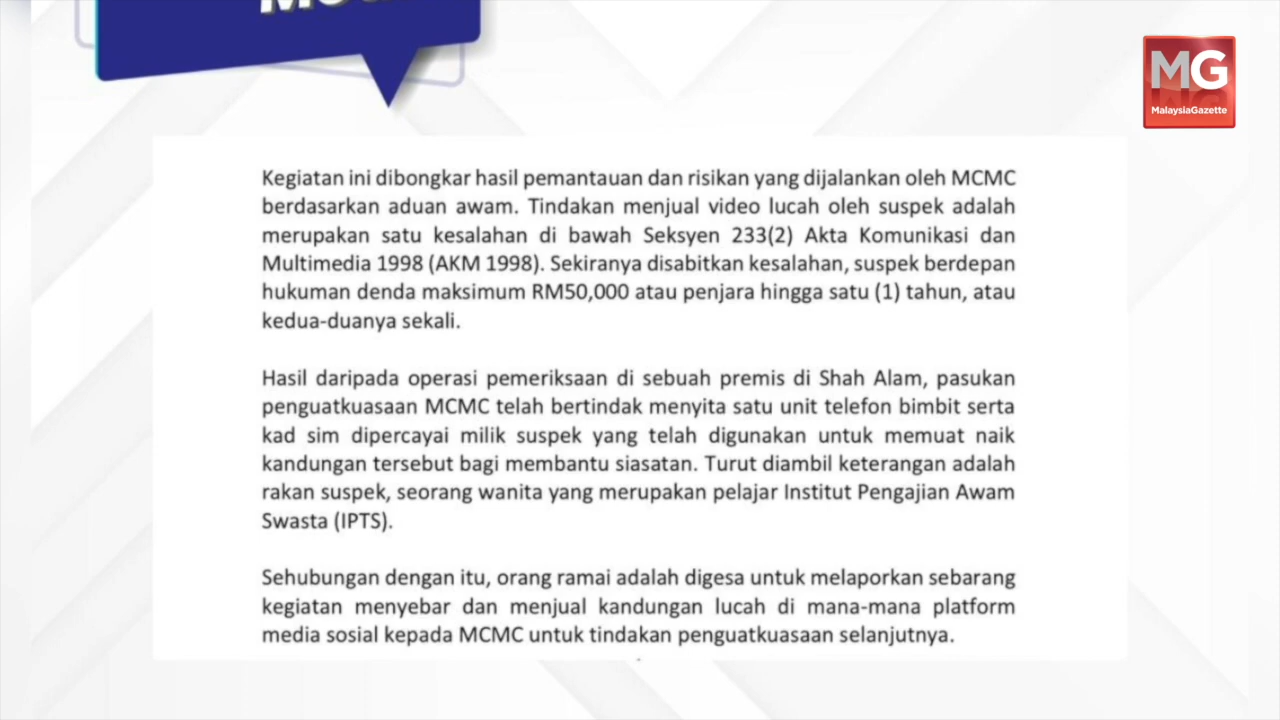 MG
MalaysiaGazette
Kegiatan ini dibongkar hasil pemantauan dan risikan yang dijalankan oleh MCMC
berdasarkan aduan awam. Tindakan menjual video lucah oleh suspek adalah
merupakan satu kesalahan di bawah Seksyen 233(2) Akta Komunikasi dan
Multimedia 1998 (AKM 1998). Sekiranya disabitkan kesalahan, suspek berdepan
hukuman denda maksimum RM50,000 atau penjara hingga satu (1) tahun, atau
kedua-duanya sekali.
Hasil daripada operasi pemeriksaan di sebuah premis di Shah Alam, pasukan
penguatkuasaan MCMC telah bertindak menyita satu unit telefon bimbit serta
kad sim dipercayai milik suspek yang telah digunakan untuk memuat naik
kandungan tersebut bagi membantu siasatan. Turut diambil keterangan adalah
rakan suspek, seorang wanita yang merupakan pelajar Institut Pengajian Awam
Swasta (IPTS).
Sehubungan dengan itu, orang ramai adalah digesa untuk melaporkan sebarang
kegiatan menyebar dan menjual kandungan lucah di mana-mana platform
media sosial kepada MCMC untuk tindakan penguatkuasaan selanjutnya.